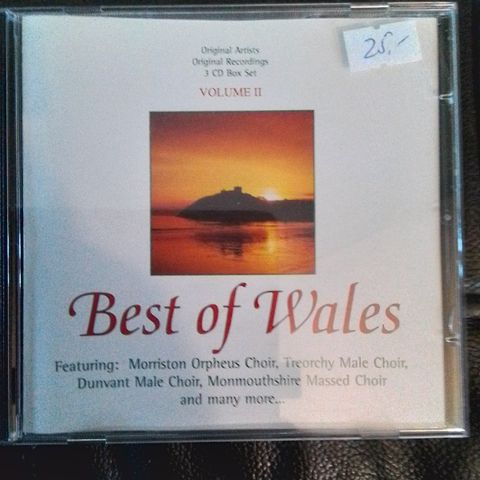 Original Artists
Original Recordings
3 CD Box Set
VOLUME II
25,-
Best of Wales
Featuring: Morriston Orpheus Choir, Treorchy Male Choir,
Dunvant Male Choir, Monmouthshire Massed Choir
and many more...